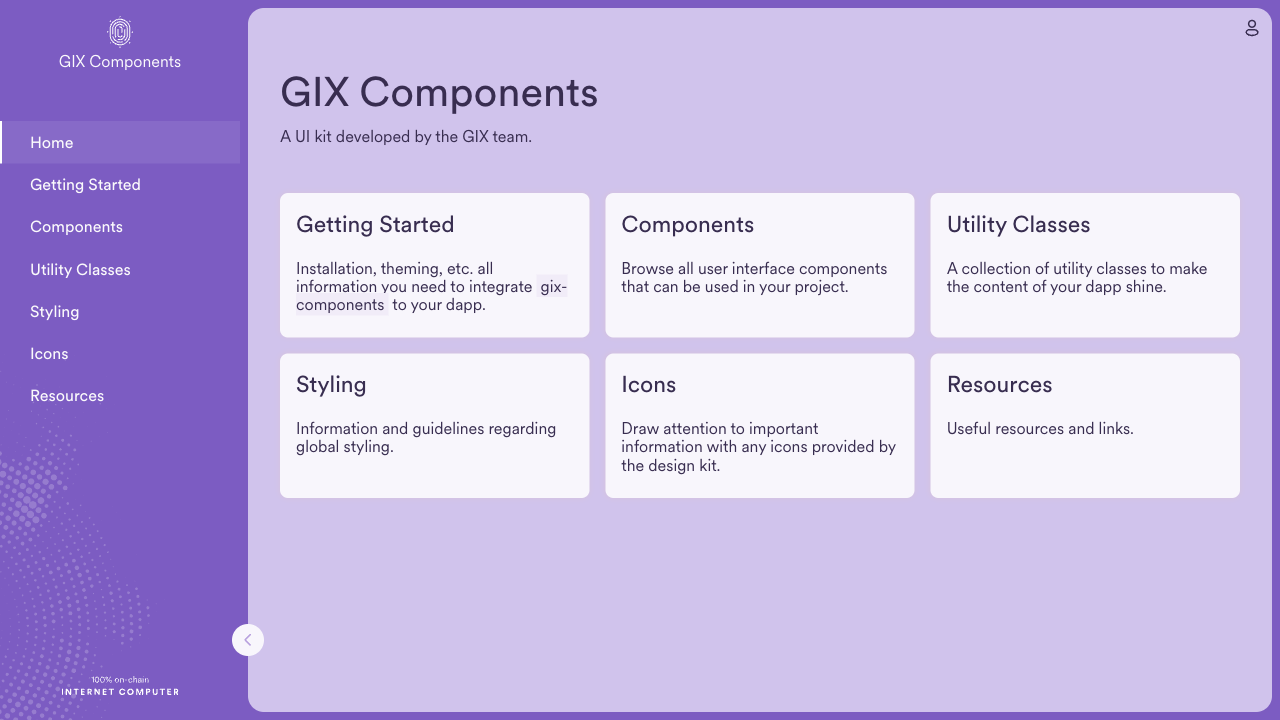 GIX Components
Home
Getting Started
Components
Utility Classes
Styling
Icons
Resources
100% on-chain
INTERNET COMPUTER
GIX Components
A UI kit developed by the GIX team.
Getting Started
Installation, theming, etc. all
information you need to integrate gix-
components to your dapp.
Components
Browse all user interface components
that can be used in your project.
Utility Classes
A collection of utility classes to make
the content of your dapp shine.
Styling
Information and guidelines regarding
global styling.
Icons
Draw attention to important
information with any icons provided by
the design kit.
Resources
Useful resources and links.